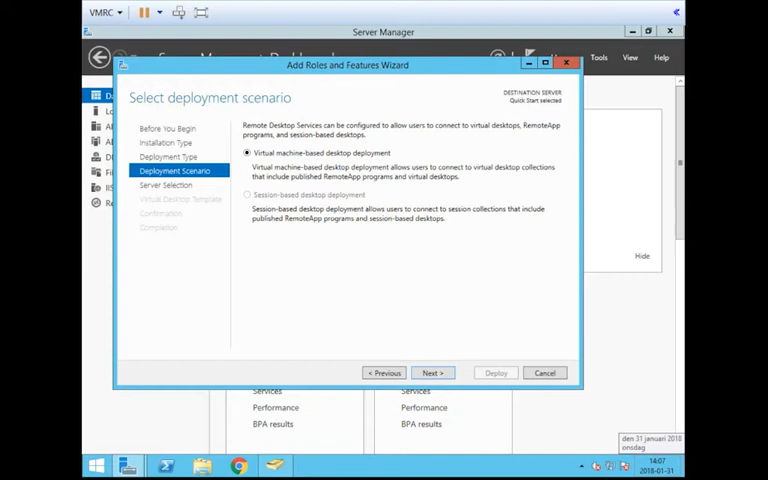 VMRC
Server Manager
Tools
View
Help
Add Roles and Features Wizard
Select deployment scenario
DESTINATION SERVER
Quick Start selected
Before You Begin
Installation Type
Deployment Type
Deployment Scenario
Server Selection
Virtual Desktop Template
Confirmation
Completion
Remote Desktop Services can be configured to allow users to connect to virtual desktops, RemoteApp
programs, and session-based desktops.
Virtual machine-based desktop deployment
Virtual machine-based desktop deployment allows users to connect to virtual desktop collections
that include published RemoteApp programs and virtual desktops.
Session-based desktop deployment
Session-based desktop deployment allows users to connect to session collections that include
published RemoteApp programs and session-based desktops.
Hide
< Previous
Next >
Deploy
Cancel
Services
Services
Performance
Performance
BPA results
BPA results
den 31 januari 2018
onsdag
14:07
2018-01-31